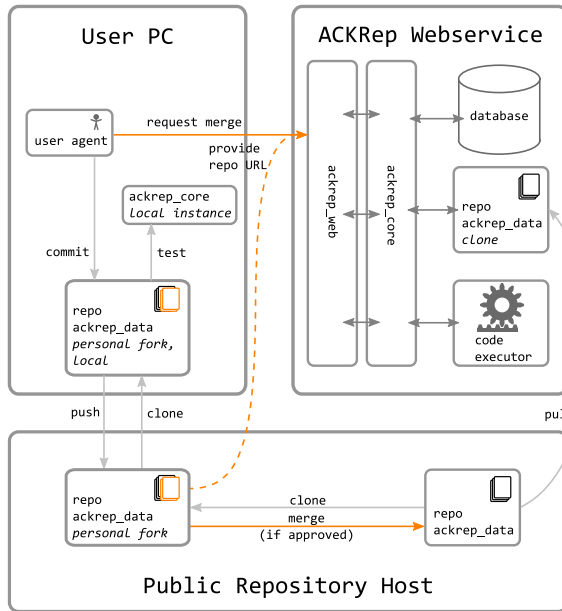 User PC
ACKRep Webservice
user agent
request merge
provide
repo URL
ackrep_core
local instance
commit
test
repo
ackrep_data
personal fork,
local
push
clone
ackrep_web
ackrep_core
database
repo
ackrep_data
clone
code
executor
pul
repo
ackrep_data
personal fork
clone
merge
(if approved)
repo
ackrep_data
Public Repository Host